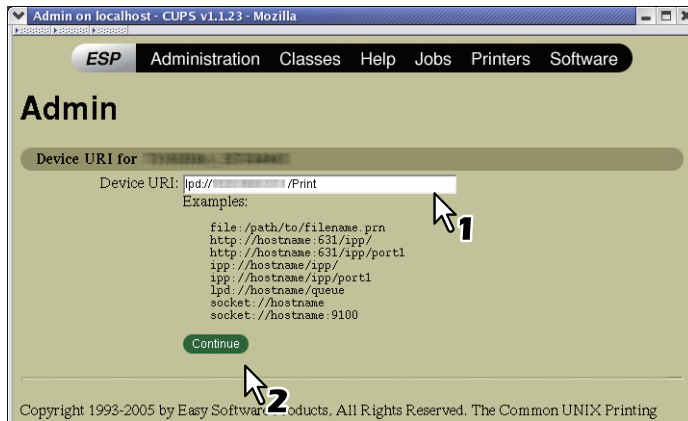 Admin on localhost - CUPS v1.1.23 - Mozilla
ESP Administration Classes Help Jobs Printers Software
Admin
Device URI for
Device URI: lpd:// /Print
Examples:
file:/path/to/filename.prn
http://hostname:631/ipp/
http://hostname:631/ipp/port1
ipp://hostname/ipp/
ipp://hostname/ipp/port1
lpd://hostname/queue
socket://hostname
socket://hostname:9100
1
Continue
2
Copyright 1993-2005 by Easy Software Products, All Rights Reserved. The Common UNIX Printing